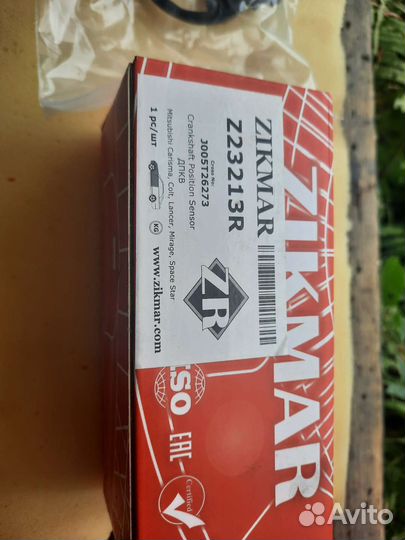 ZIKMAR
ZIKMAR
Z23213R
Cross No:
J005T26273
Crankshaft Position Sensor
ДПКВ
Mitsubishi Carisma, Colt, Lancer, Mirage, Space Star
1 pc/шт
KG
www.zikmar.com
ZR
ISO
EAC
Certified
Avito